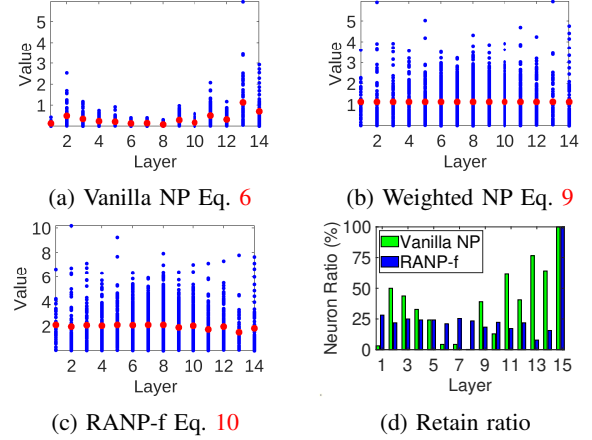 5
4
3
2
1
Value
2 4 6 8 10 12 14
Layer
(a) Vanilla NP Eq. 6
5
4
3
2
1
Value
2 4 6 8 10 12 14
Layer
(b) Weighted NP Eq. 9
10
8
6
4
2
Value
2 4 6 8 10 12 14
Layer
(c) RANP-f Eq. 10
100
75
50
25
0
Neuron Ratio (%)
Vanilla NP
RANP-f
1 3 5 7 9 11 13 15
Layer
(d) Retain ratio